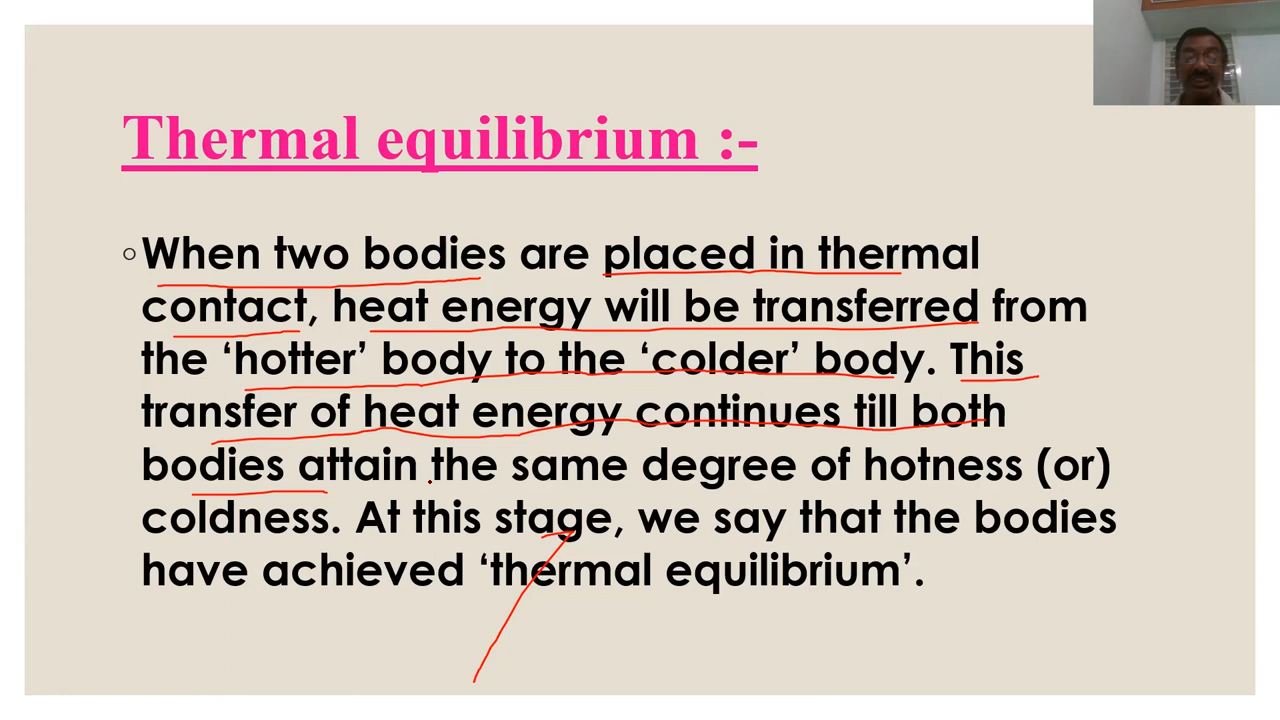 Thermal equilibrium :-
When two bodies are placed in thermal
contact, heat energy will be transferred from
the ‘hotter’ body to the ‘colder’ body. This
transfer of heat energy continues till both
bodies attain the same degree of hotness (or)
coldness. At this stage, we say that the bodies
have achieved ‘thermal equilibrium’.